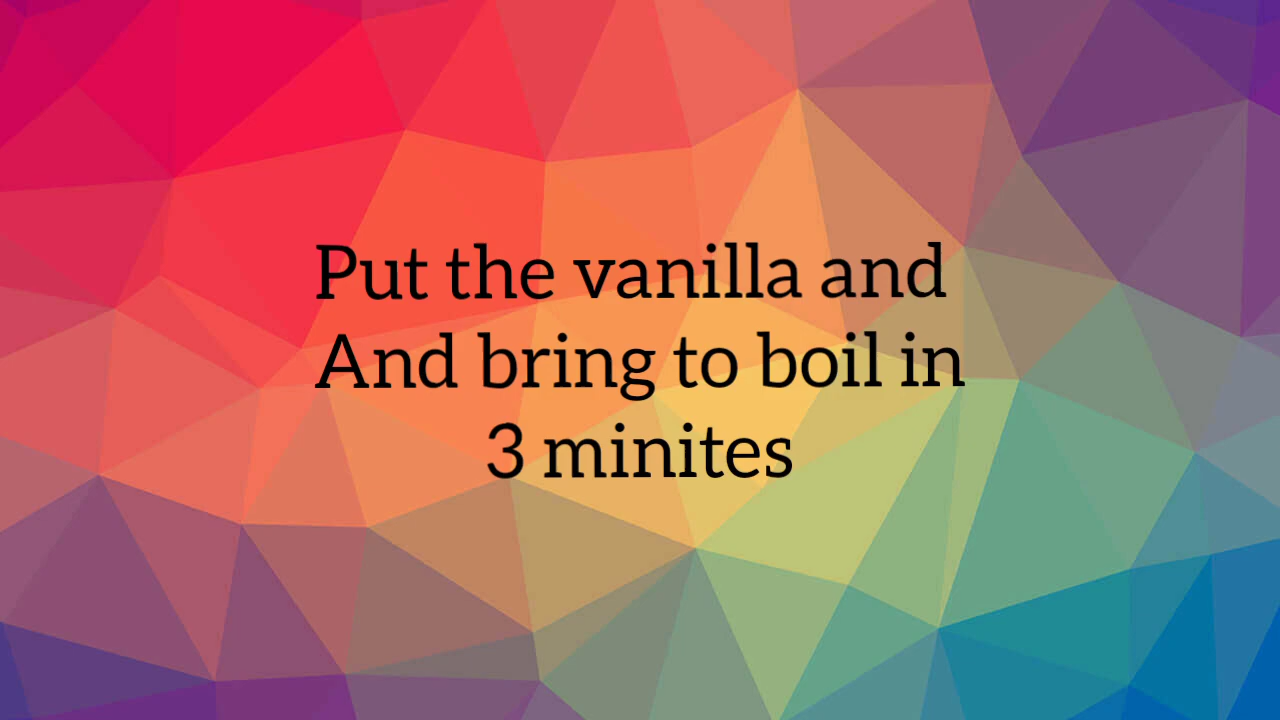 Put the vanilla and
And bring to boil in
3 minites